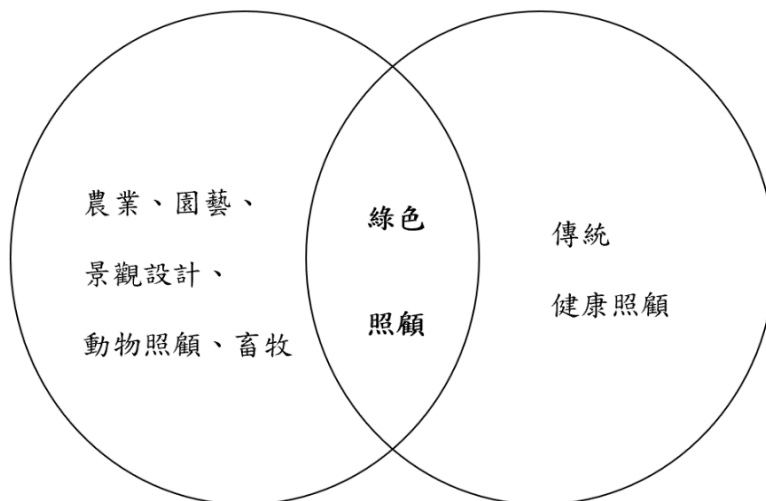 農業、園藝、
景觀設計、
動物照顧、畜牧
綠色
照顧
傳統
健康照顧